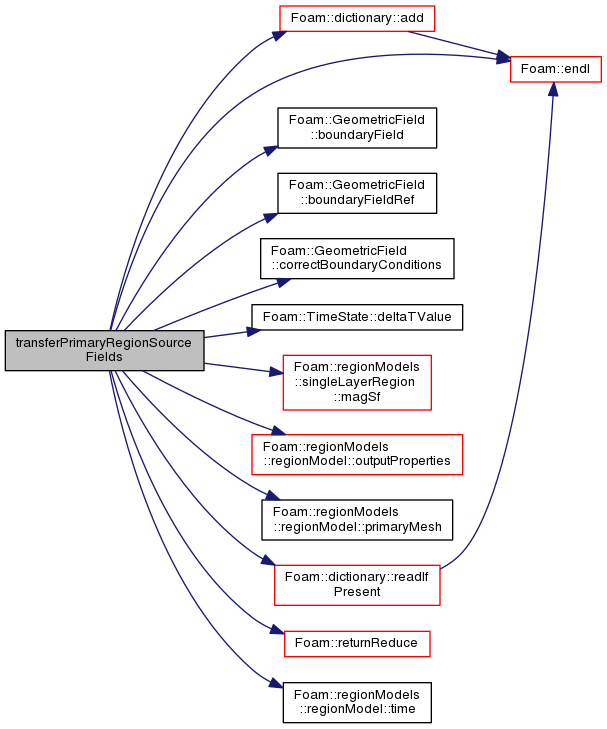 Foam::dictionary::add
Foam::endl
Foam::GeometricField
::boundaryField
Foam::GeometricField
::boundaryFieldRef
Foam::GeometricField
::correctBoundaryConditions
Foam::TimeState::deltaTValue
transferPrimaryRegionSource
Fields
Foam::regionModels
::singleLayerRegion
::magSf
Foam::regionModels
::regionModel::outputProperties
Foam::regionModels
::regionModel::primaryMesh
Foam::dictionary::readIf
Present
Foam::returnReduce
Foam::regionModels
::regionModel::time